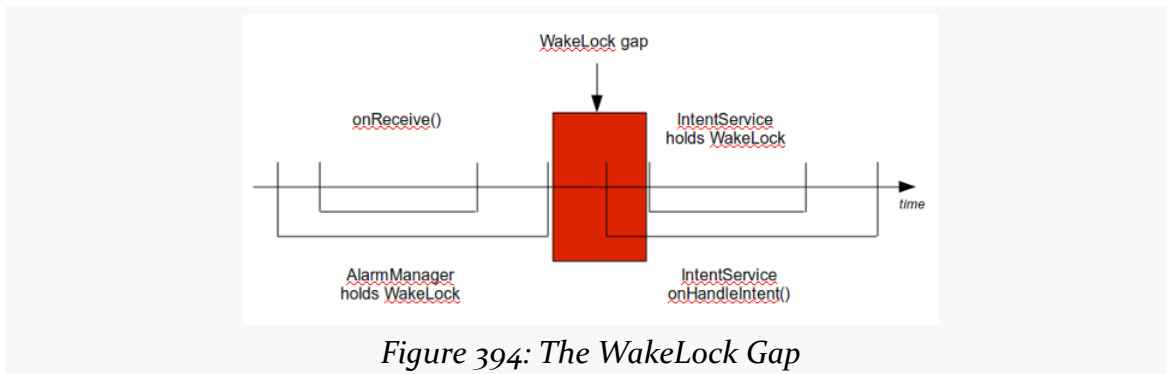 WakeLock gap
onReceive()
IntentService
holds WakeLock
time
AlarmManager
holds WakeLock
IntentService
onHandleIntent()
Figure 394: The WakeLock Gap